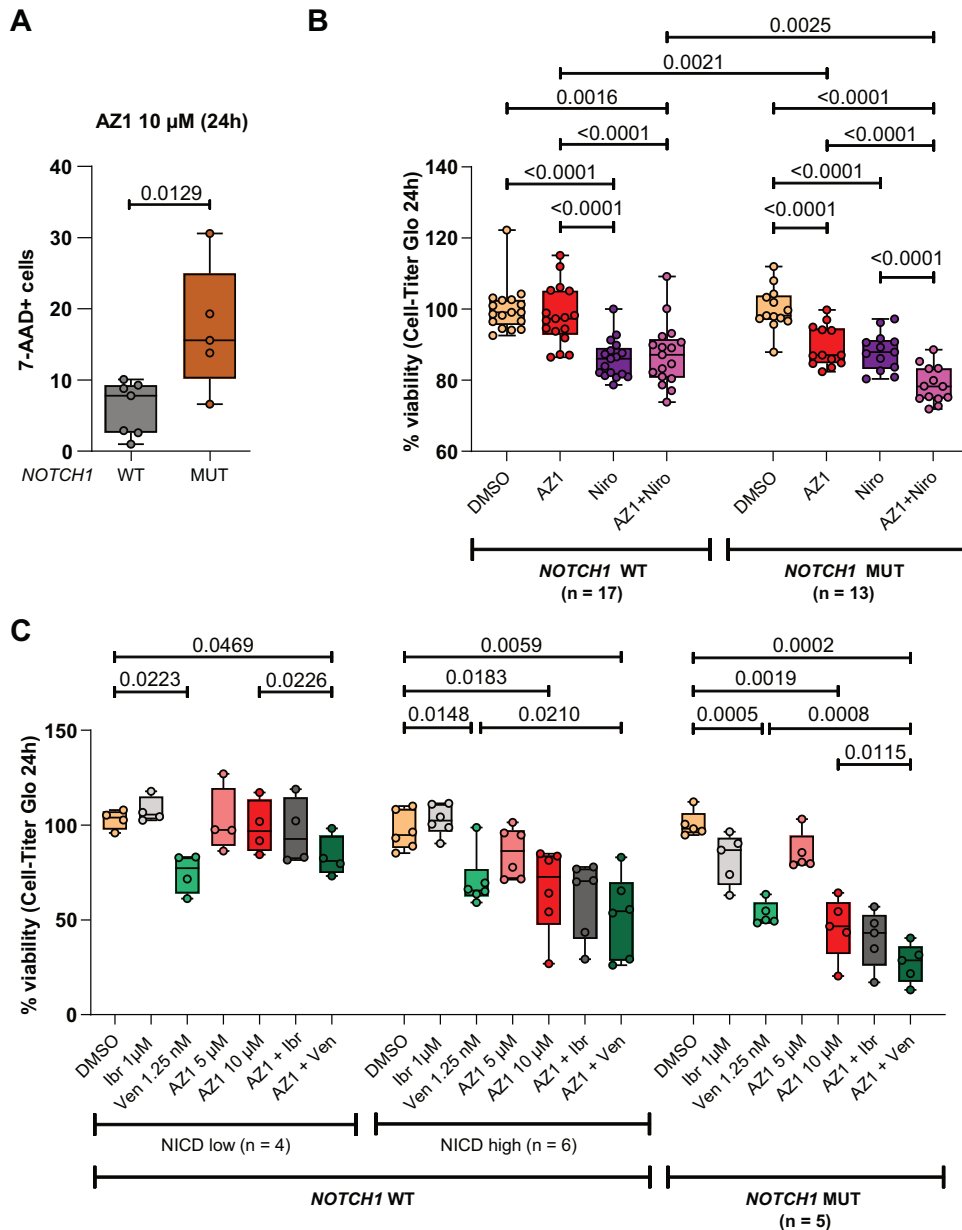 A
AZ1 10 µM (24h)
7-AAD+ cells
40
30
20
10
0
0.0129
NOTCH1 WT MUT
B
0.0025
0.0021
0.0016 <0.0001
<0.0001 <0.0001
<0.0001 <0.0001
<0.0001 <0.0001
<0.0001
% viability (Cell-Titer Glo 24h)
140
120
100
80
60
DMSO AZ1 Niro AZ1+Niro DMSO AZ1 Niro AZ1+Niro
NOTCH1 WT NOTCH1 MUT
(n = 17) (n = 13)
C
0.0469 0.0059 0.0002
0.0183 0.0019
0.0223 0.0226 0.0148 0.0210 0.0005 0.0008
0.0115
% viability (Cell-Titer Glo 24h)
150
100
50
0
DMSO Ibr 1µM Ven 1.25 nM AZ1 5 µM AZ1 10 µM AZ1 + Ibr AZ1 + Ven DMSO Ibr 1µM Ven 1.25 nM AZ1 5 µM AZ1 10 µM AZ1 + Ibr AZ1 + Ven DMSO Ibr 1µM Ven 1.25 nM AZ1 5 µM AZ1 10 µM AZ1 + Ibr AZ1 + Ven
NICD low (n = 4) NICD high (n = 6)
NOTCH1 WT NOTCH1 MUT
(n = 5)